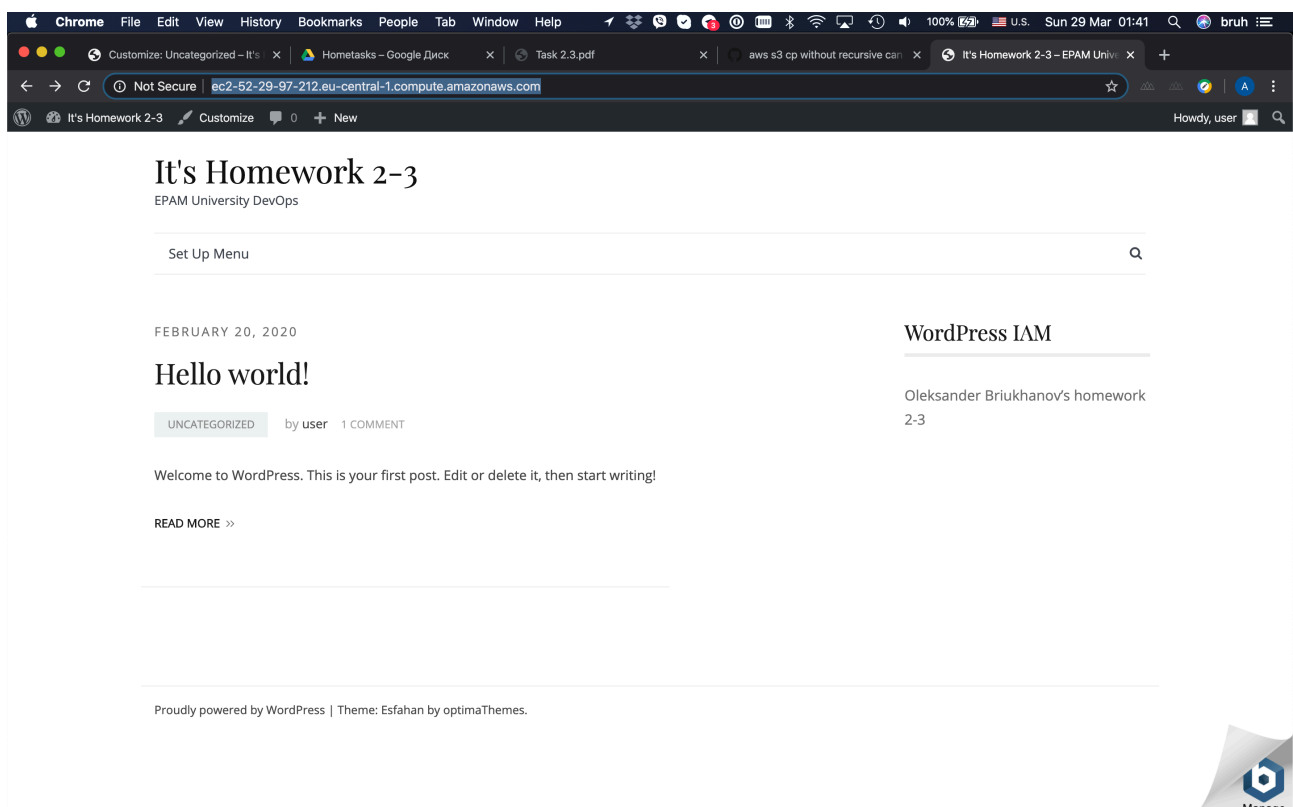 Chrome File Edit View History Bookmarks People Tab Window Help 3 100% U.S. Sun 29 Mar 01:41 bruh
Customize: Uncategorized – It's Hometasks – Google Диск Task 2.3.pdf aws s3 cp without recursive can It's Homework 2-3 – EPAM Unive
Not Secure ec2-52-29-97-212.eu-central-1.compute.amazonaws.com A
It's Homework 2-3 Customize 0 New Howdy, user
It's Homework 2-3
EPAM University DevOps
Set Up Menu
FEBRUARY 20, 2020
Hello world!
UNCATEGORIZED by user 1 COMMENT
Welcome to WordPress. This is your first post. Edit or delete it, then start writing!
READ MORE »
WordPress IAM
Oleksander Briukhanov’s homework
2-3
Proudly powered by WordPress | Theme: Esfahan by optimaThemes.
b
Manage